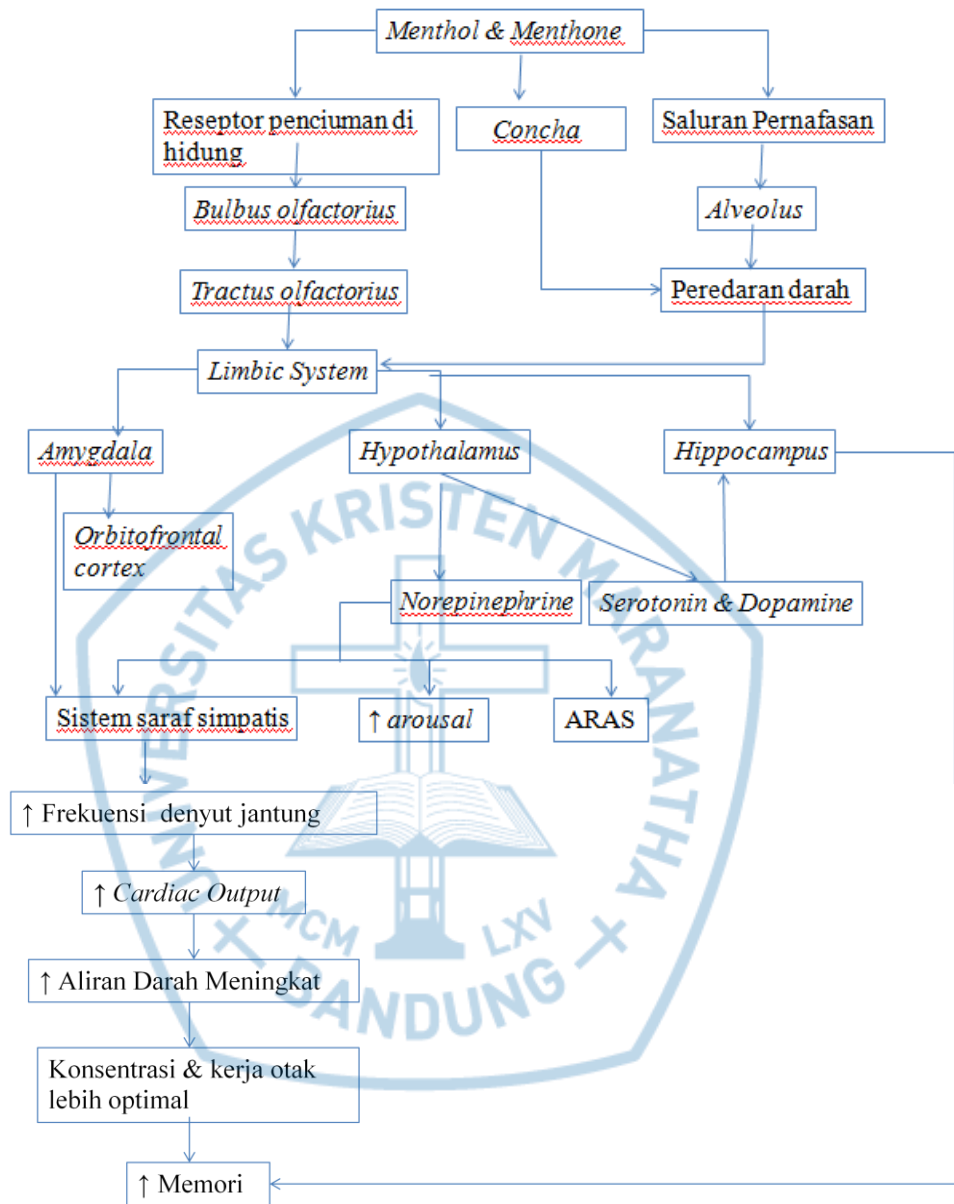 Menthol & Menthone
Reseptor penciuman di
hidung
Concha
Saluran Pernafasan
Bulbus olfactorius
Alveolus
Tractus olfactorius
Peredaran darah
Limbic System
Amygdala
Hypothalamus
Hippocampus
Orbitofrontal
cortex
Norepinephrine
Serotonin & Dopamine
Sistem saraf simpatis
↑ arousal
ARAS
↑ Frekuensi denyut jantung
↑ Cardiac Output
↑ Aliran Darah Meningkat
Konsentrasi & kerja otak
lebih optimal
↑ Memori
UNIVERSITAS KRISTEN MARANATHA
MCM LXV
BANDUNG